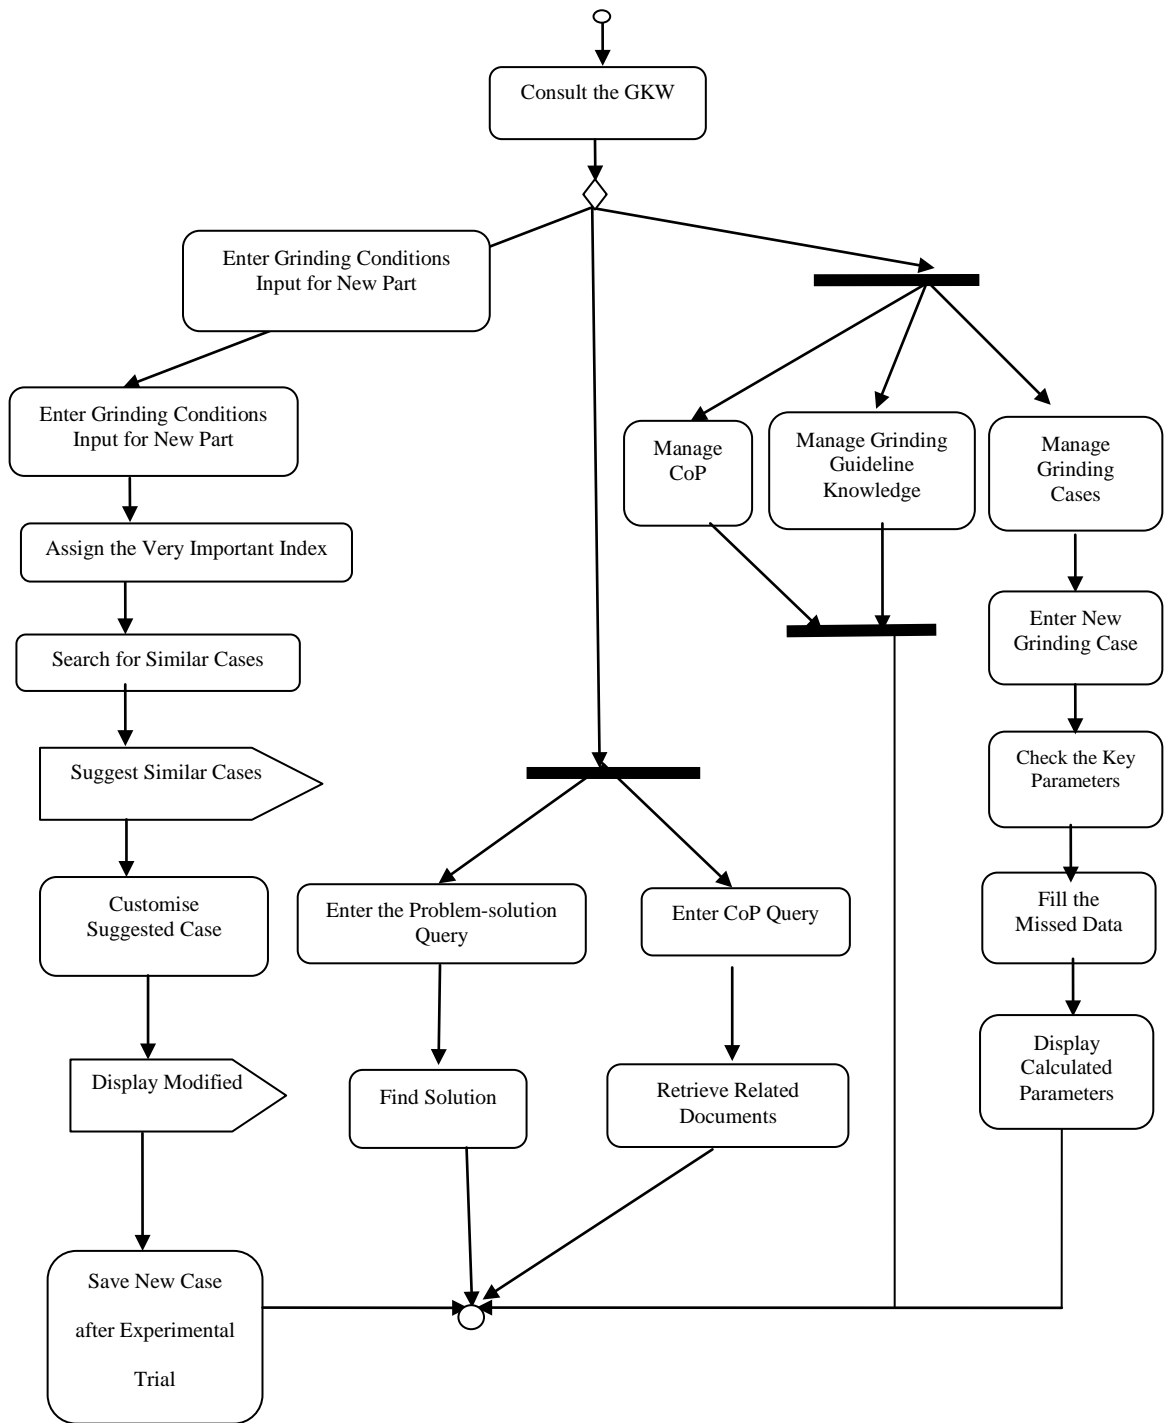 Consult the GKW
Enter Grinding Conditions
Input for New Part
Enter Grinding Conditions
Input for New Part
Assign the Very Important Index
Search for Similar Cases
Suggest Similar Cases
Customise
Suggested Case
Display Modified
Save New Case
after Experimental
Trial
Enter the Problem-solution
Query
Find Solution
Enter CoP Query
Retrieve Related
Documents
Manage
CoP
Manage Grinding
Guideline
Knowledge
Manage
Grinding
Cases
Enter New
Grinding Case
Check the Key
Parameters
Fill the
Missed Data
Display
Calculated
Parameters